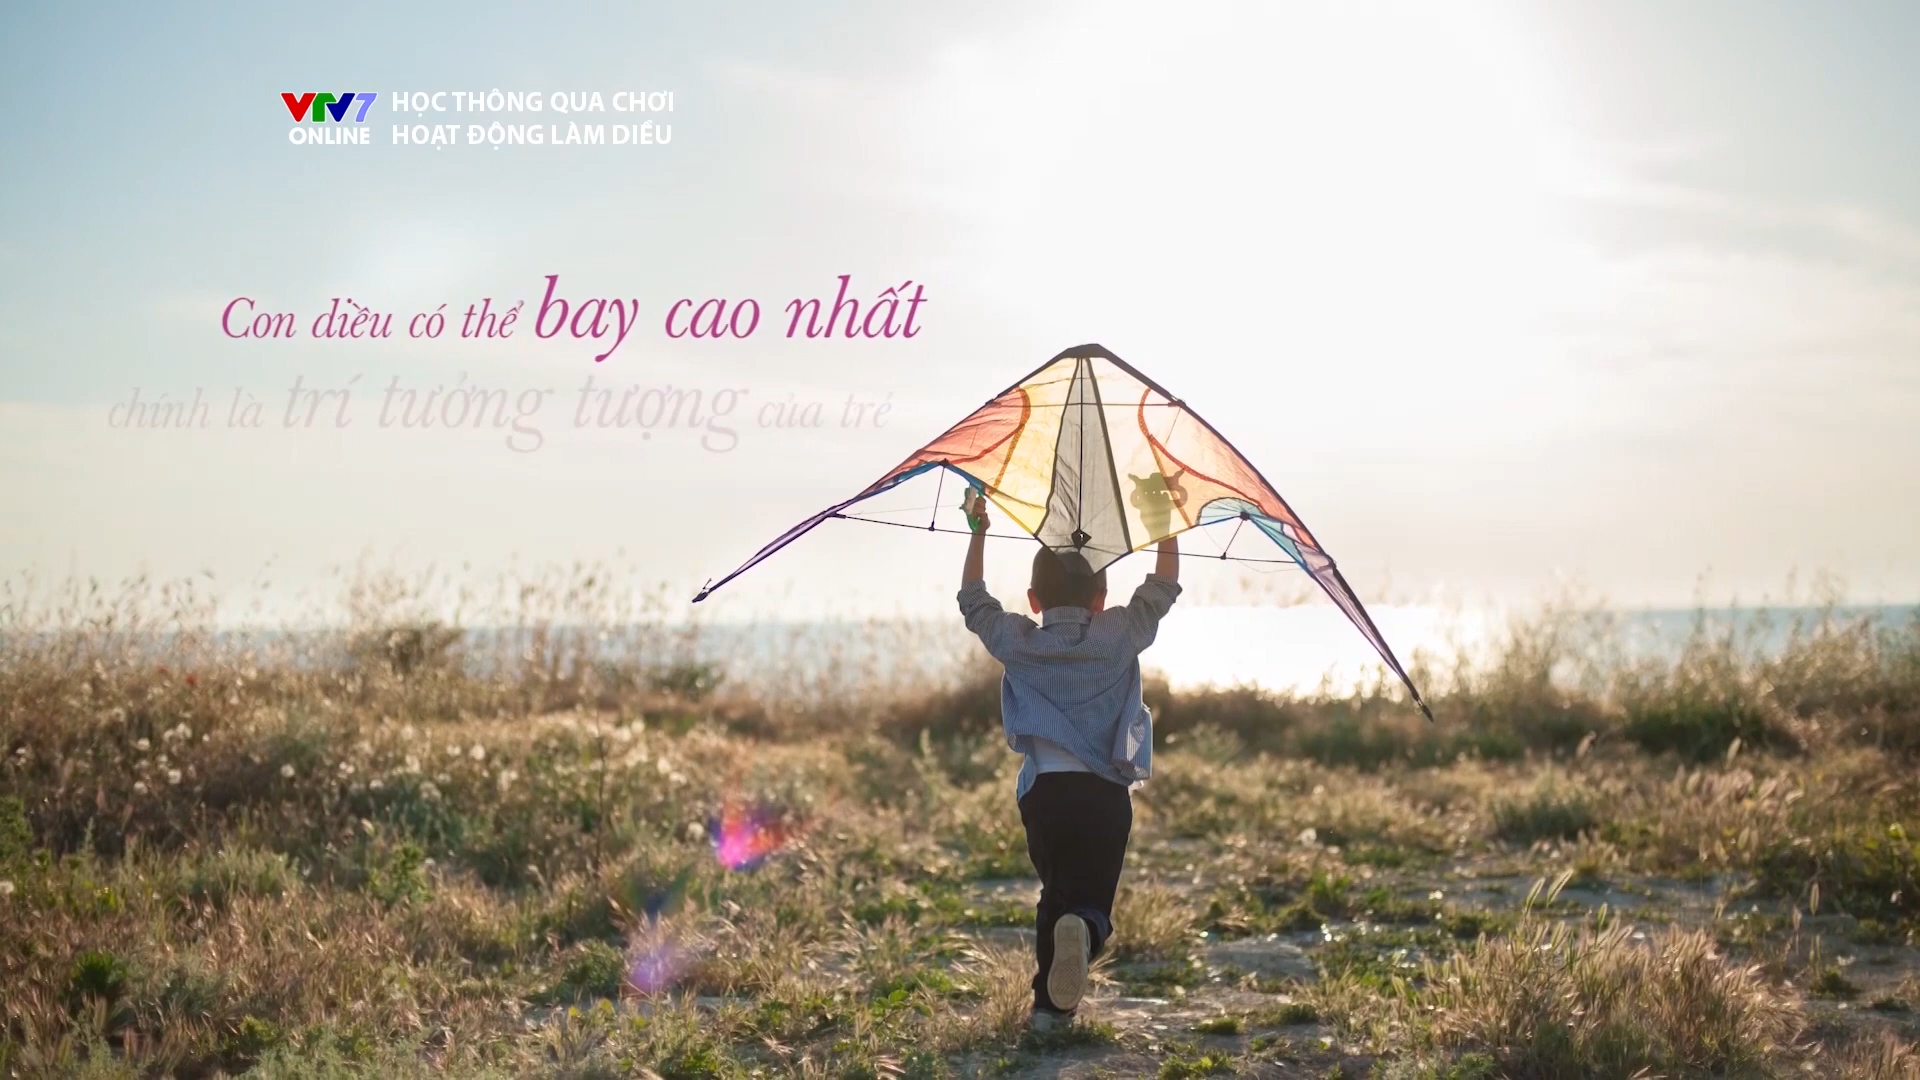 VTV7
ONLINE
HỌC THÔNG QUA CHƠI
HOẠT ĐỘNG LÀM DIỀU
Con diều có thể bay cao nhất
chính là trí tưởng tượng của trẻ